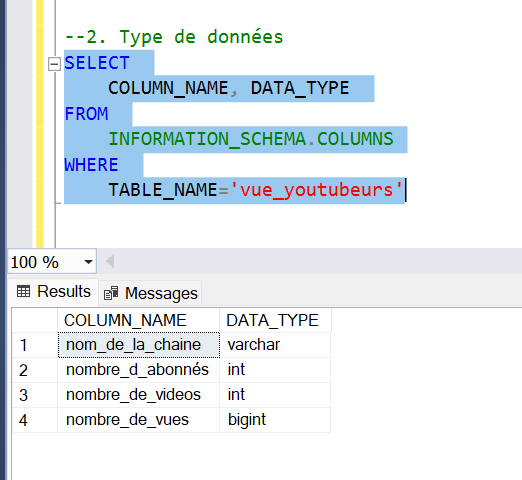 --2. Type de données
SELECT
COLUMN_NAME, DATA_TYPE
FROM
INFORMATION_SCHEMA.COLUMNS
WHERE
TABLE_NAME='vue_youtubeurs'
100 %
Results Messages
COLUMN_NAME DATA_TYPE
1 nom_de_la_chaine varchar
2 nombre_d_abonnés int
3 nombre_de_videos int
4 nombre_de_vues bigint